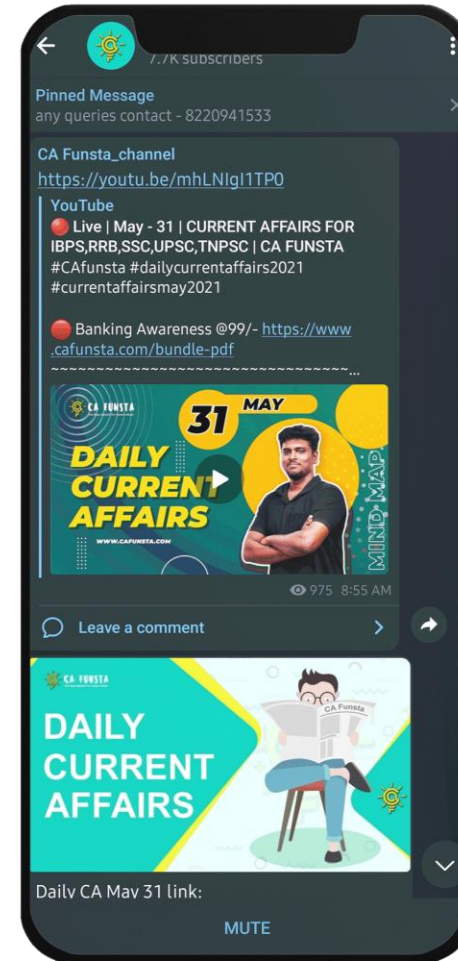 7.7K subscribers
Pinned Message
any queries contact - 8220941533
CA Funsta_channel
https://youtu.be/mhLNIgI1TP0
YouTube
🔴 Live | May - 31 | CURRENT AFFAIRS FOR
IBPS,RRB,SSC,UPSC,TNPSC | CA FUNSTA
#CAfunsta #dailycurrentaffairs2021
#currentaffairsmay2021
🔴 Banking Awareness @99/- https://www
.cafunsta.com/bundle-pdf
~~~~~~~~~~~~~~~~~~~~~~~~~~~~~~~~~...
CA FUNSTA
31 MAY
DAILY
CURRENT
AFFAIRS
WWW.CAFUNSTA.COM
MIND MAP
975 8:55 AM
Leave a comment
CA FUNSTA
DAILY
CURRENT
AFFAIRS
CA Funsta
Daily CA May 31 link:
MUTE